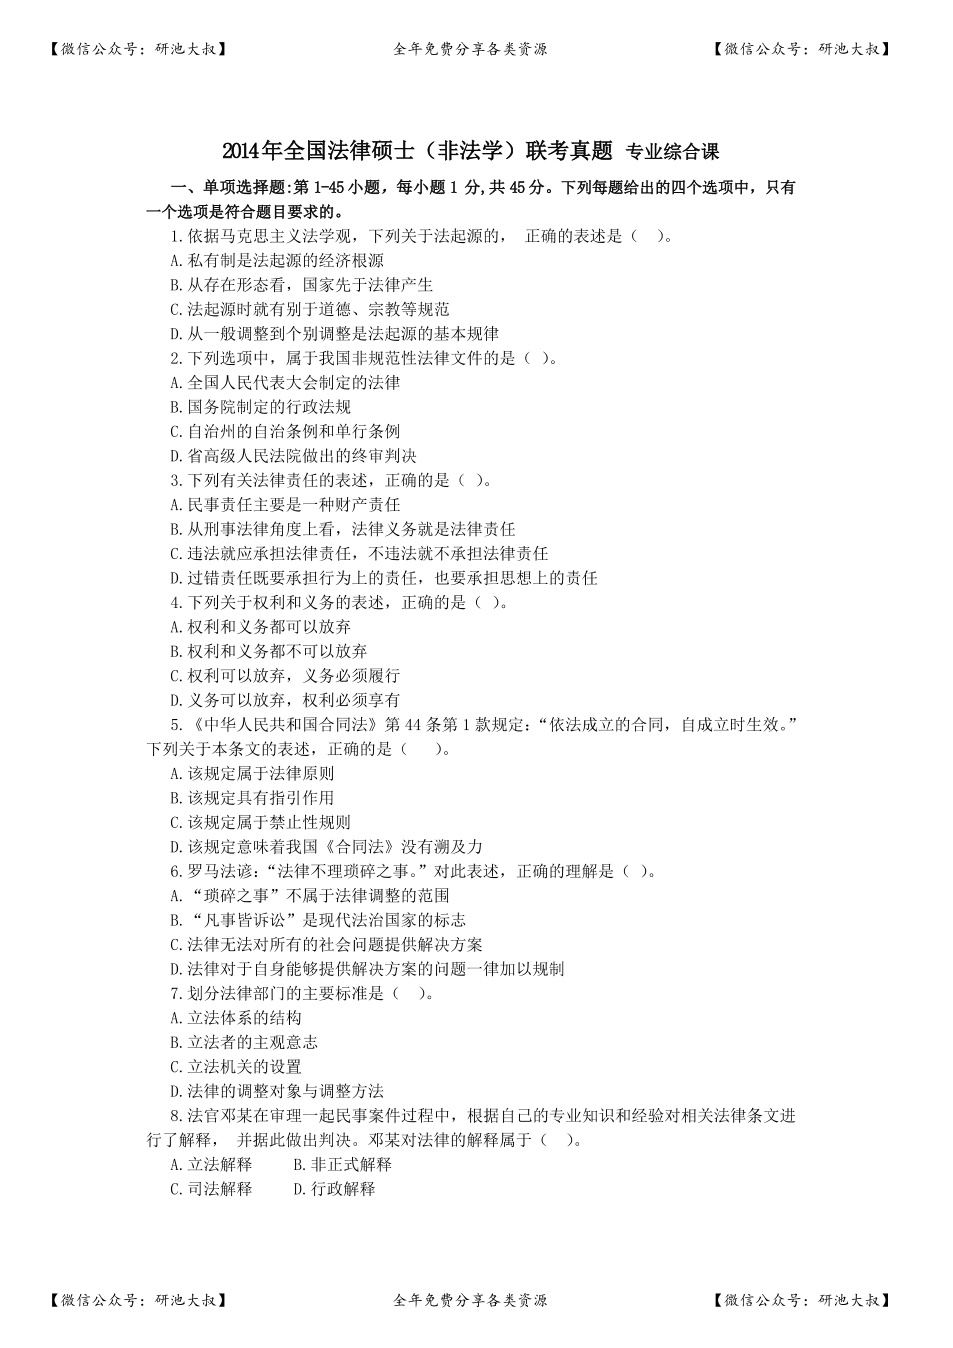 【微信公众号：研池大叔】 全年免费分享各类资源 【微信公众号：研池大叔】
2014年全国法律硕士（非法学）联考真题 专业综合课
一、单项选择题:第 1-45 小题，每小题 1 分,共 45 分。下列每题给出的四个选项中，只有
一个选项是符合题目要求的。
1.依据马克思主义法学观，下列关于法起源的， 正确的表述是（ ）。
A.私有制是法起源的经济根源
B.从存在形态看，国家先于法律产生
C.法起源时就有别于道德、宗教等规范
D.从一般调整到个别调整是法起源的基本规律
2.下列选项中，属于我国非规范性法律文件的是（ ）。
A.全国人民代表大会制定的法律
B.国务院制定的行政法规
C.自治州的自治条例和单行条例
D.省高级人民法院做出的终审判决
3.下列有关法律责任的表述，正确的是（ ）。
A.民事责任主要是一种财产责任
B.从刑事法律角度上看，法律义务就是法律责任
C.违法就应承担法律责任，不违法就不承担法律责任
D.过错责任既要承担行为上的责任，也要承担思想上的责任
4.下列关于权利和义务的表述，正确的是（ ）。
A.权利和义务都可以放弃
B.权利和义务都不可以放弃
C.权利可以放弃，义务必须履行
D.义务可以放弃，权利必须享有
5.《中华人民共和国合同法》第 44 条第 1 款规定：“依法成立的合同，自成立时生效。”
下列关于本条文的表述，正确的是（ ）。
A.该规定属于法律原则
B.该规定具有指引作用
C.该规定属于禁止性规则
D.该规定意味着我国《合同法》没有溯及力
6.罗马法谚：“法律不理琐碎之事。”对此表述，正确的理解是（ ）。
A.“琐碎之事”不属于法律调整的范围
B.“凡事皆诉讼”是现代法治国家的标志
C.法律无法对所有的社会问题提供解决方案
D.法律对于自身能够提供解决方案的问题一律加以规制
7.划分法律部门的主要标准是（ ）。
A.立法体系的结构
B.立法者的主观意志
C.立法机关的设置
D.法律的调整对象与调整方法
8.法官邓某在审理一起民事案件过程中，根据自己的专业知识和经验对相关法律条文进
行了解释， 并据此做出判决。邓某对法律的解释属于（ ）。
A.立法解释 B.非正式解释
C.司法解释 D.行政解释
【微信公众号：研池大叔】 全年免费分享各类资源 【微信公众号：研池大叔】